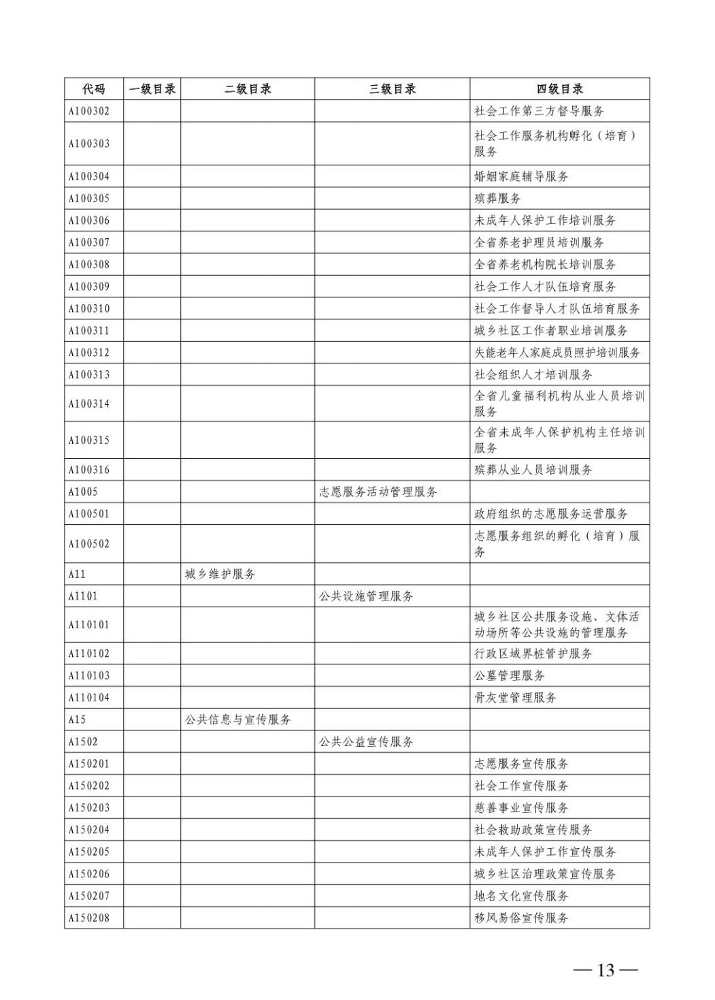 代码 一级目录 二级目录 三级目录 四级目录
A100302 社会工作第三方督导服务
A100303 社会工作服务机构孵化（培育）
服务
A100304 婚姻家庭辅导服务
A100305 殡葬服务
A100306 未成年人保护工作培训服务
A100307 全省养老护理员培训服务
A100308 全省养老机构院长培训服务
A100309 社会工作人才队伍培育服务
A100310 社会工作督导人才队伍培育服务
A100311 城乡社区工作者职业培训服务
A100312 失能老年人家庭成员照护培训服务
A100313 社会组织人才培训服务
A100314 全省儿童福利机构从业人员培训
服务
A100315 全省未成年人保护机构主任培训
服务
A100316 殡葬从业人员培训服务
A1005 志愿服务活动管理服务
A100501 政府组织的志愿服务运营服务
A100502 志愿服务组织的孵化（培育）服
务
A11 城乡维护服务
A1101 公共设施管理服务
A110101 城乡社区公共服务设施、文体活
动场所等公共设施的管理服务
A110102 行政区域界桩管护服务
A110103 公墓管理服务
A110104 骨灰堂管理服务
A15 公共信息与宣传服务
A1502 公共公益宣传服务
A150201 志愿服务宣传服务
A150202 社会工作宣传服务
A150203 慈善事业宣传服务
A150204 社会救助政策宣传服务
A150205 未成年人保护工作宣传服务
A150206 城乡社区治理政策宣传服务
A150207 地名文化宣传服务
A150208 移风易俗宣传服务
— 13 —